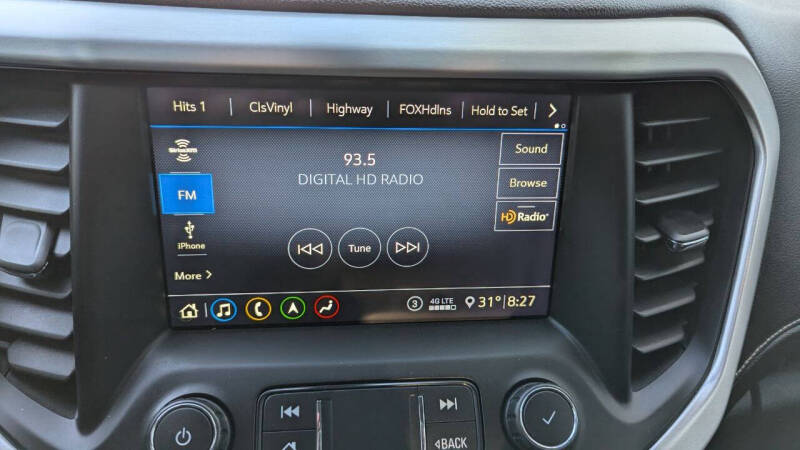 Hits 1 ClsVinyl Highway FOXHdlns Hold to Set
SiriusXM
93.5
DIGITAL HD RADIO
Sound
FM
Browse
HD Radio
iPhone
Tune
More
3 4G LTE 31° 8:27
BACK